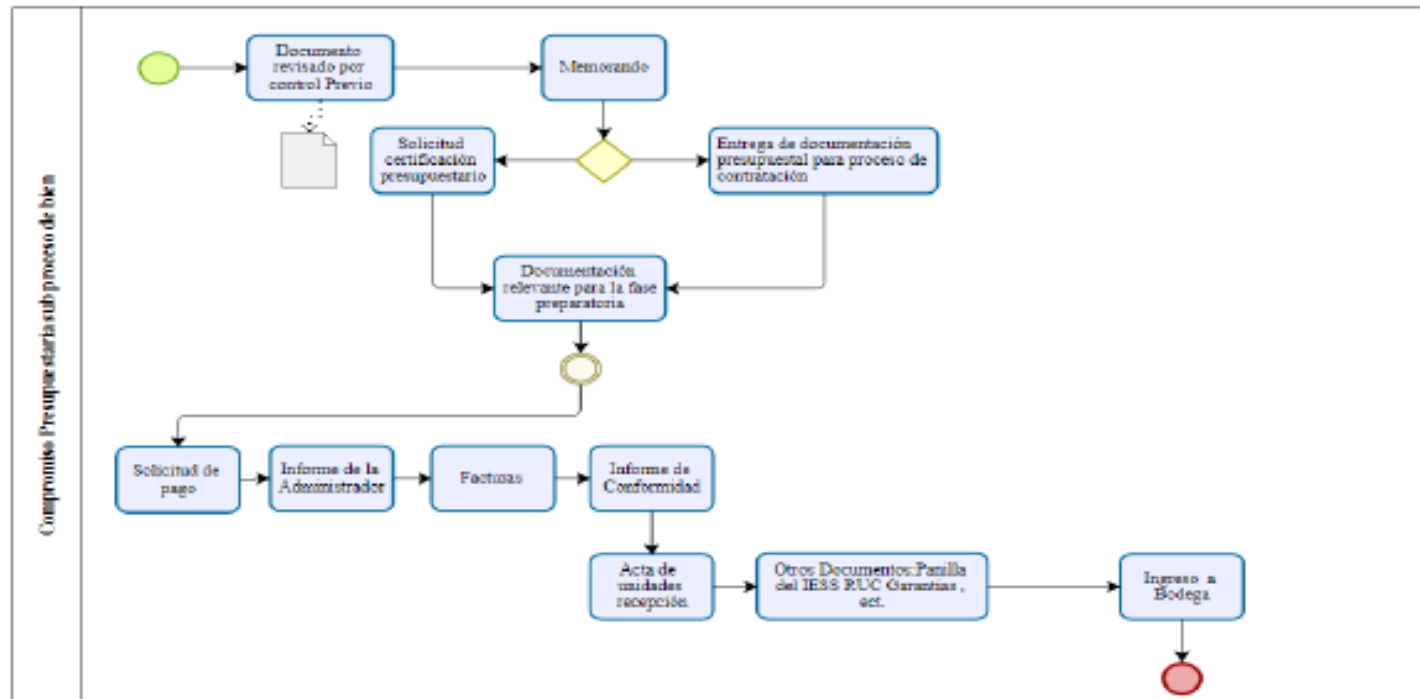 Compromiso Presupuestaria sub proceso de bien
Documento
revisado por
control Previo
Memorando
Solicitud
certificación
presupuestario
Entrega de documentación
presupuestal para proceso de
contratación
Documentación
relevante para la fase
preparatoria
Solicitud de
pago
Informe de la
Administrador
Facturas
Informe de
Conformidad
Acta de
unidades
recepción
Otros Documentos:Panilla
del IESS RUC Garantías ,
ect.
Ingreso a
Bodega